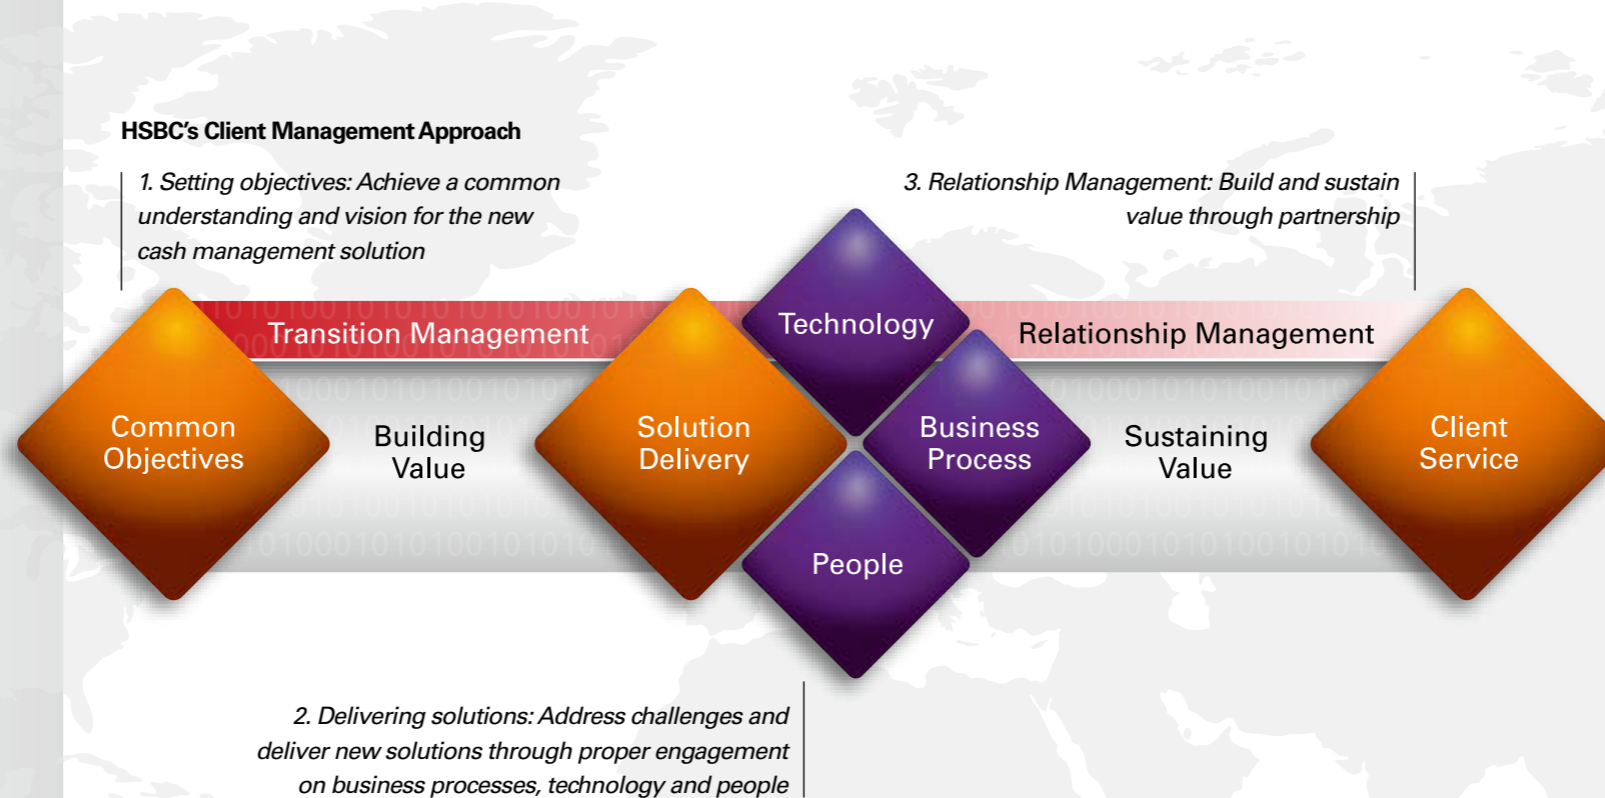 HSBC's Client Management Approach
1. Setting objectives: Achieve a common
understanding and vision for the new
cash management solution
3. Relationship Management: Build and sustain
value through partnership
Transition Management
Technology
Relationship Management
Common
Objectives
Building
Value
Solution
Delivery
Business
Process
Sustaining
Value
Client
Service
People
2. Delivering solutions: Address challenges and
deliver new solutions through proper engagement
on business processes, technology and people